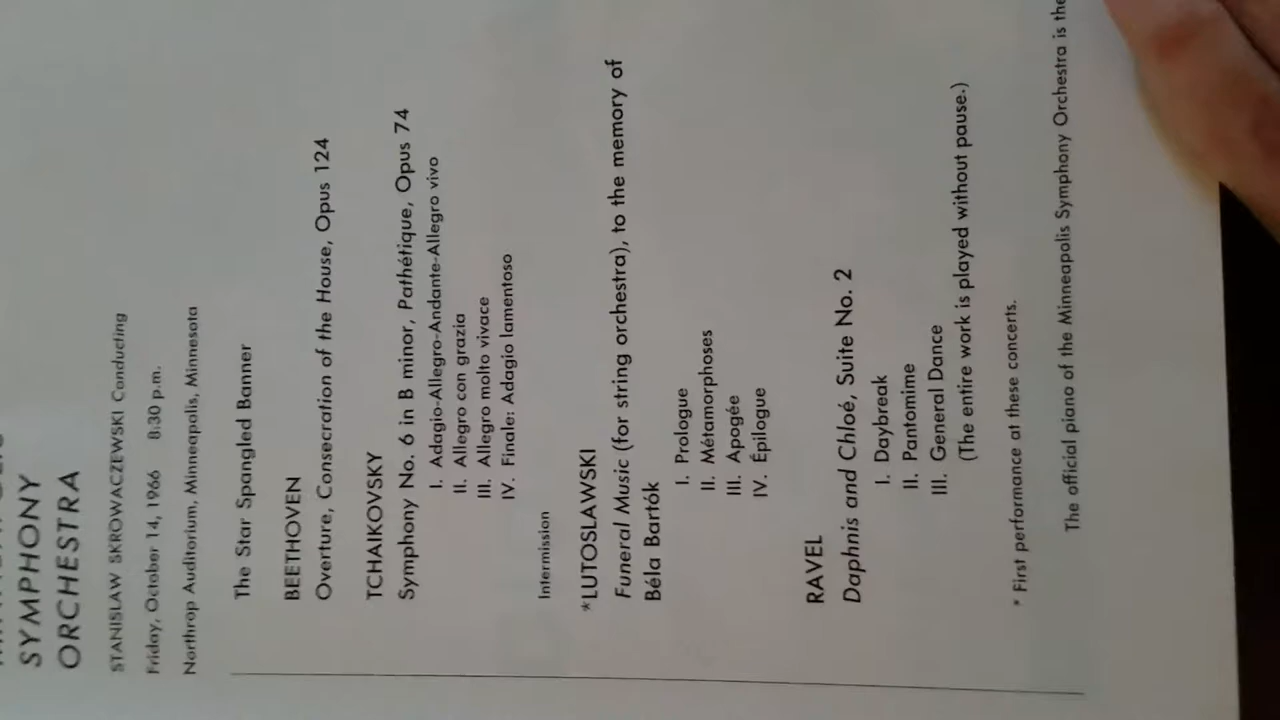 SYMPHONY
ORCHESTRA
STANISLAW SKROWACZEWSKI Conducting
Friday, October 14, 1966 8:30 p.m.
Northrop Auditorium, Minneapolis, Minnesota
The Star Spangled Banner
BEETHOVEN
Overture, Consecration of the House, Opus 124
TCHAIKOVSKY
Symphony No. 6 in B minor, Pathétique, Opus 74
I. Adagio-Allegro-Andante-Allegro vivo
II. Allegro con grazia
III. Allegro molto vivace
IV. Finale: Adagio lamentoso
Intermission
*LUTOSLAWSKI
Funeral Music (for string orchestra), to the memory of
Béla Bartók
I. Prologue
II. Métamorphoses
III. Apogée
IV. Épilogue
RAVEL
Daphnis and Chloé, Suite No. 2
I. Daybreak
II. Pantomime
III. General Dance
(The entire work is played without pause.)
* First performance at these concerts.
The official piano of the Minneapolis Symphony Orchestra is the